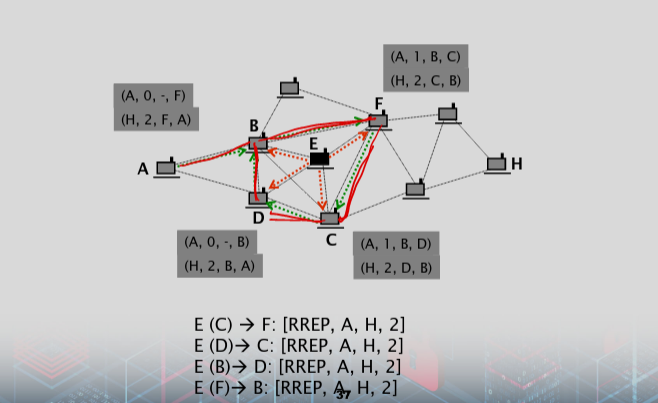 (A, 1, B, C)
(H, 2, C, B)
(A, 0, -, F)
(H, 2, F, A)
F
B
E
A
H
D
C
(A, 0, -, B)
(H, 2, B, A)
(A, 1, B, D)
(H, 2, D, B)
E (C) → F: [RREP, A, H, 2]
E (D)→ C: [RREP, A, H, 2]
E (B)→ D: [RREP, A, H, 2]
E (F)→ B: [RREP, A, H, 2]
37